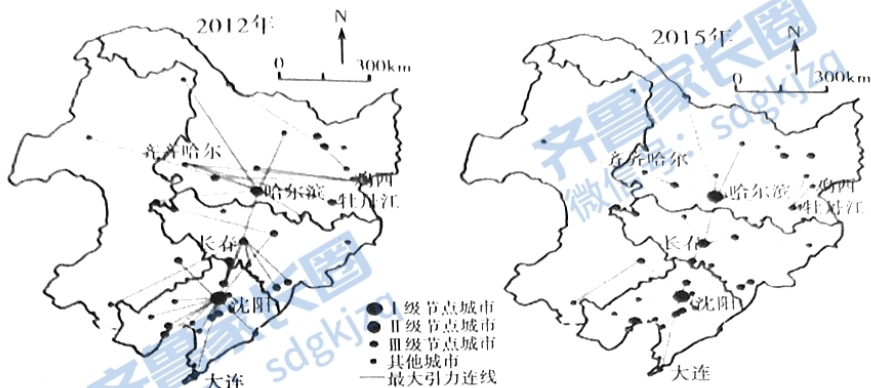 2012年
N
0 300km
齐齐哈尔
哈尔滨
鸡西
牡丹江
长春
沈阳
大连
Ⅰ级节点城市
Ⅱ级节点城市
Ⅲ级节点城市
其他城市
最大引力连线
2015年
N
0 300km
齐齐哈尔
哈尔滨
鸡西
牡丹江
长春
沈阳
大连
齐鲁家长圈
微信号：sdgkjzq
齐鲁家长圈
sdgkjzq